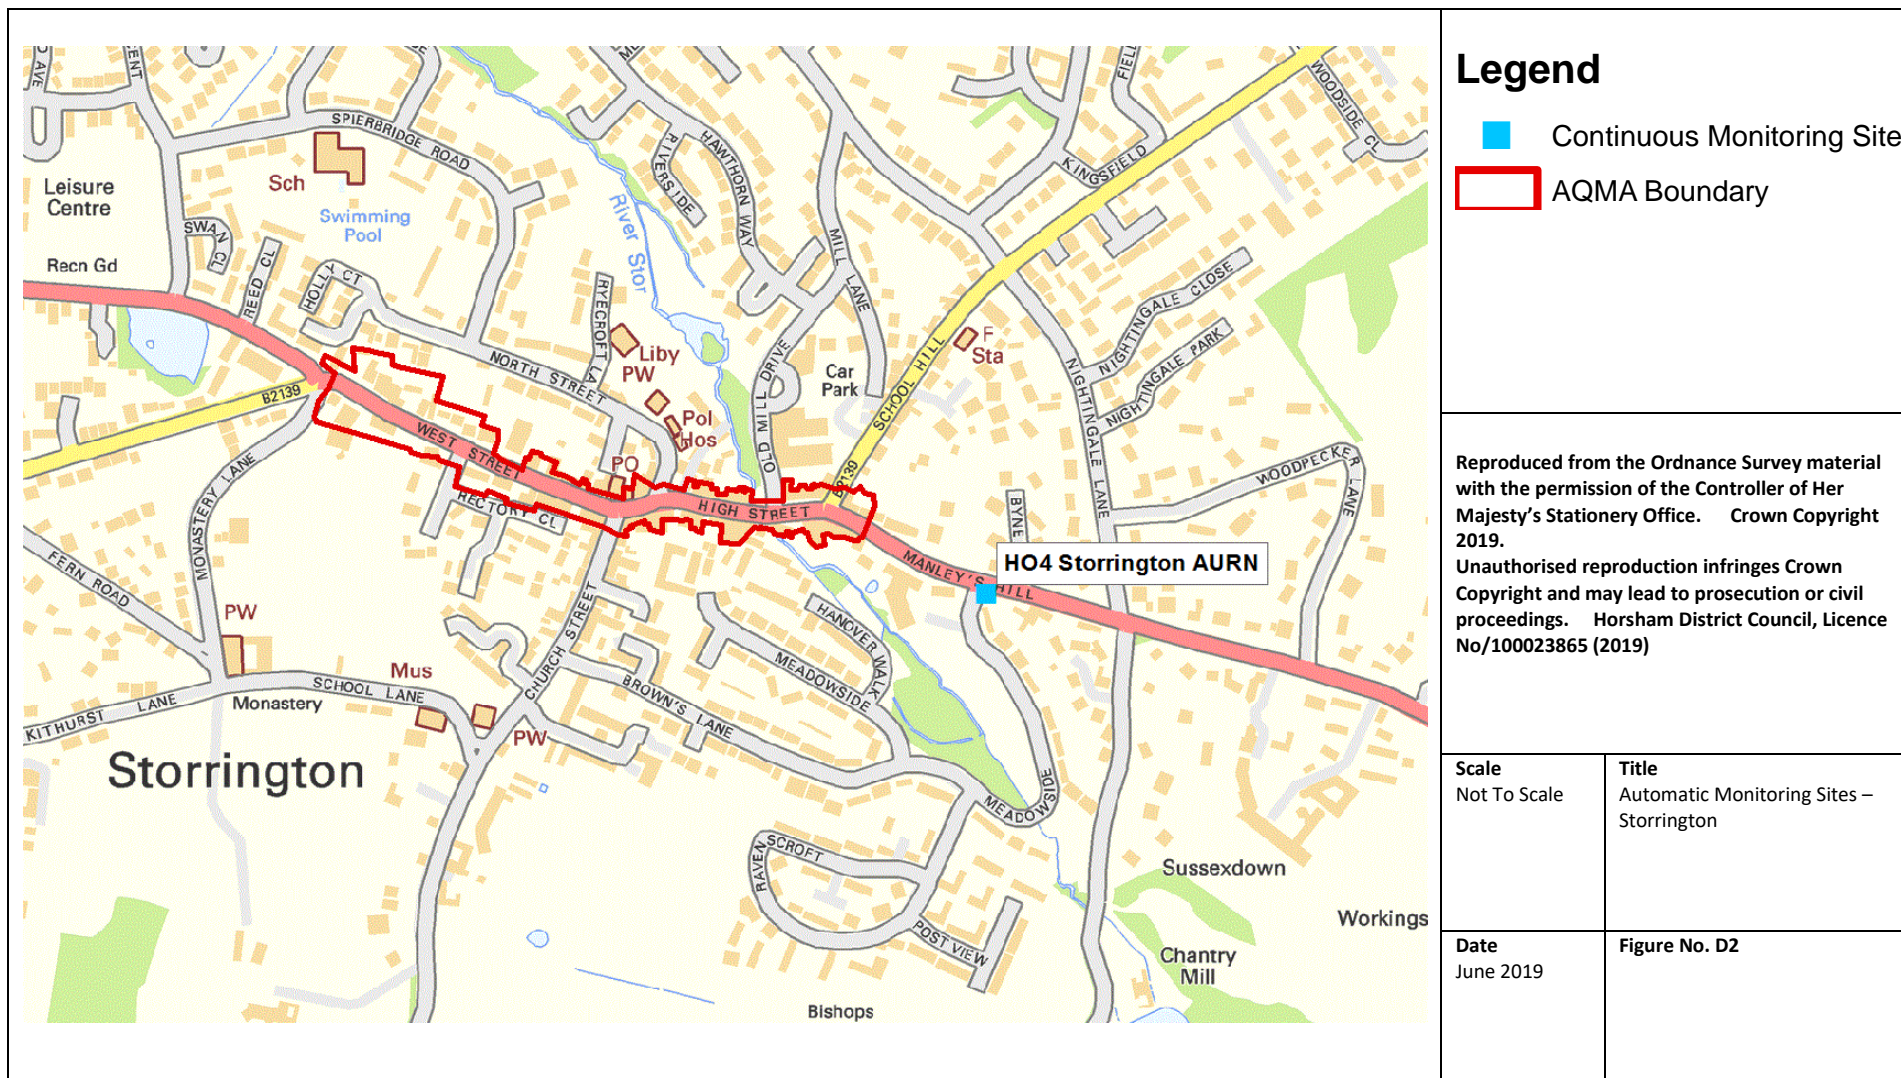 AVE
CENT
ME
FIELD
WOODSIDE CL
SPIERBRIDGE ROAD
Sch
Leisure
Centre
Swimming
Pool
SWAN CL
Recn Gd
REED CL
HOLLY CT
RIVERSIDE
HAWTHORN WAY
River Stor
MILL LANE
KINGSFIELD
RYECROFT LA
Liby
PW
NORTH STREET
Pol
Hos
OLD MILL DRIVE
Car
Park
SCHOOL HILL
F
Sta
NIGHTINGALE CLOSE
NIGHTINGALE PARK
NIGHTINGALE LANE
B2139
WEST STREET
PO
HIGH STREET
B2139
MONASTERY LANE
RECTORY CL
BYNE
WOODPECKER LANE
HO4 Storrington AURN
MANLEY'S HILL
FERN ROAD
PW
CHURCH STREET
HANOVER WALK
MEADOWSIDE
BROWN'S LANE
Mus
SCHOOL LANE
Monastery
KITHURST LANE
PW
Storrington
MEADOWSIDE
RAVENSCROFT
Sussexdown
Workings
POST VIEW
Chantry
Mill
Bishops
Legend
Continuous Monitoring Site
AQMA Boundary
Reproduced from the Ordnance Survey material
with the permission of the Controller of Her
Majesty's Stationery Office. Crown Copyright
2019.
Unauthorised reproduction infringes Crown
Copyright and may lead to prosecution or civil
proceedings. Horsham District Council, Licence
No/100023865 (2019)
Scale
Not To Scale
Title
Automatic Monitoring Sites –
Storrington
Date
June 2019
Figure No. D2